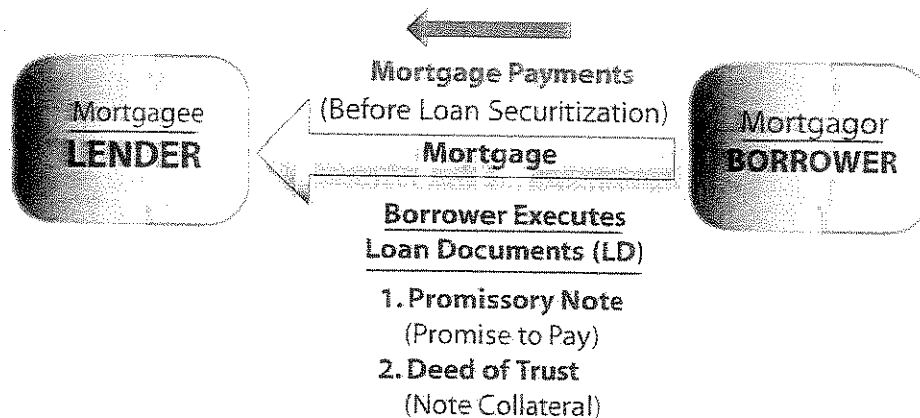 Mortgage Payments
(Before Loan Securitization)
Mortgagee
LENDER
Mortgage
Mortgagor
BORROWER
Borrower Executes
Loan Documents (LD)
1. Promissory Note
(Promise to Pay)
2. Deed of Trust
(Note Collateral)